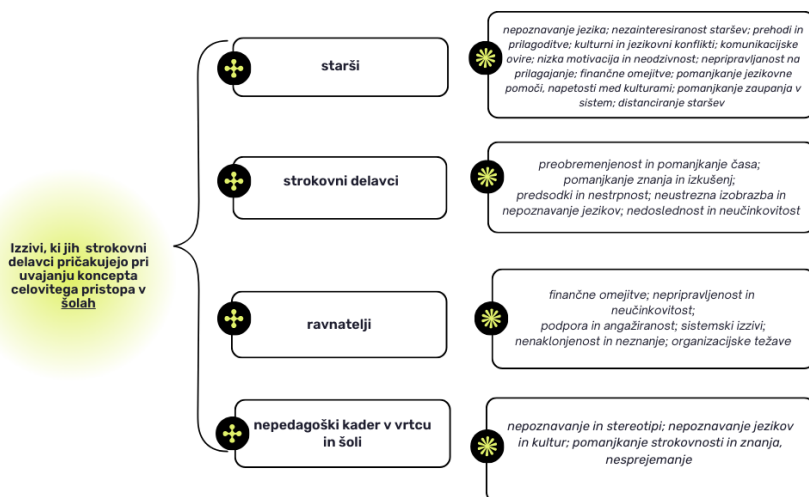 Izzivi, ki jih strokovni
delavci pričakujejo pri
uvajanju koncepta
celovitega pristopa v
šolah
starši
nepoznavanje jezika; nezainteresiranost staršev; prehodi in
prilagoditve; kulturni in jezikovni konflikti; komunikacijske
ovire; nizka motivacija in neodzivnost; nepripravljenost na
prilagajanje; finančne omejitve; pomanjkanje jezikovne
pomoči, napetosti med kulturami; pomanjkanje zaupanja v
sistem; distanciranje staršev
strokovni delavci
preobremenjenost in pomanjkanje časa;
pomanjkanje znanja in izkušenj;
predsodki in nestrpnost; neustrezna izobrazba in
nepoznavanje jezikov; nedoslednost in neučinkovitost
ravnatelji
finančne omejitve; nepripravljenost in
neučinkovitost;
podpora in angažiranost; sistemski izzivi;
nenaklonjenost in neznanje; organizacijske težave
nepedagoški kader v vrtcu
in šoli
nepoznavanje in stereotipi; nepoznavanje jezikov
in kultur; pomanjkanje strokovnosti in znanja,
nesprejemanje